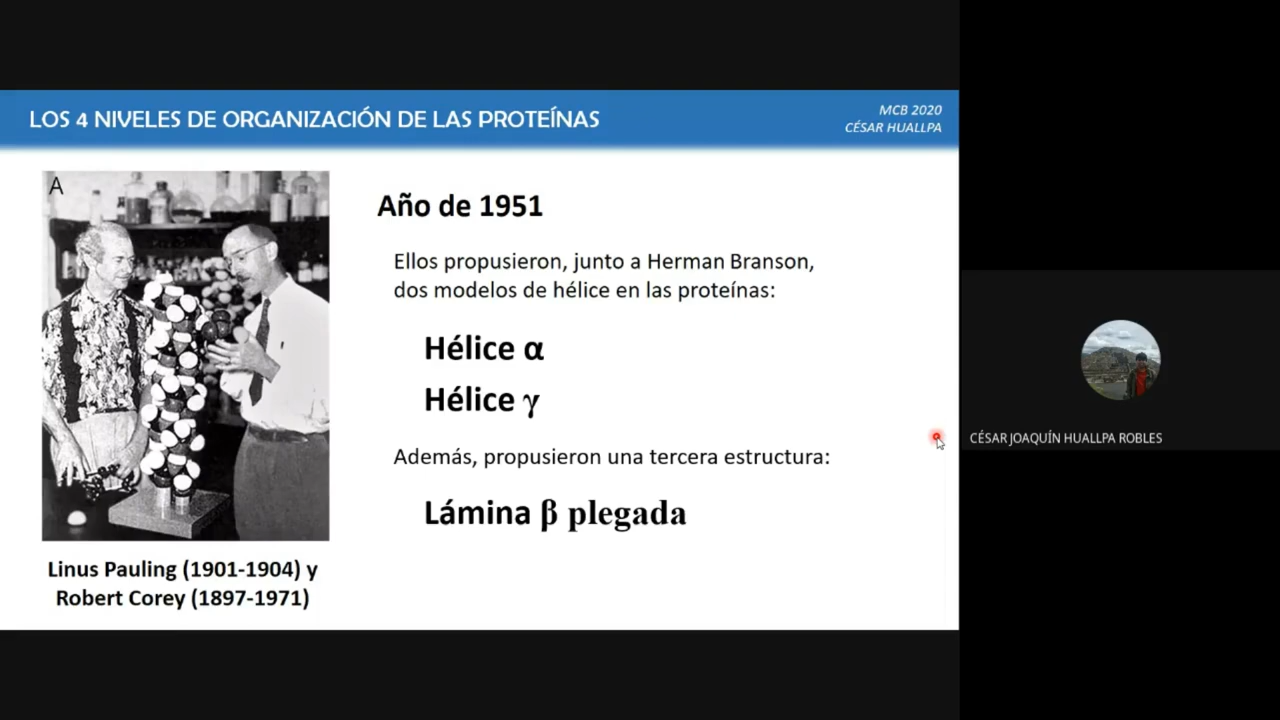 LOS 4 NIVELES DE ORGANIZACIÓN DE LAS PROTEÍNAS
MCB 2020
CÉSAR HUALLPA
A
Año de 1951
Ellos propusieron, junto a Herman Branson,
dos modelos de hélice en las proteínas:
Hélice α
Hélice γ
Además, propusieron una tercera estructura:
Lámina β plegada
Linus Pauling (1901-1904) y
Robert Corey (1897-1971)
CÉSAR JOAQUÍN HUALLPA ROBLES